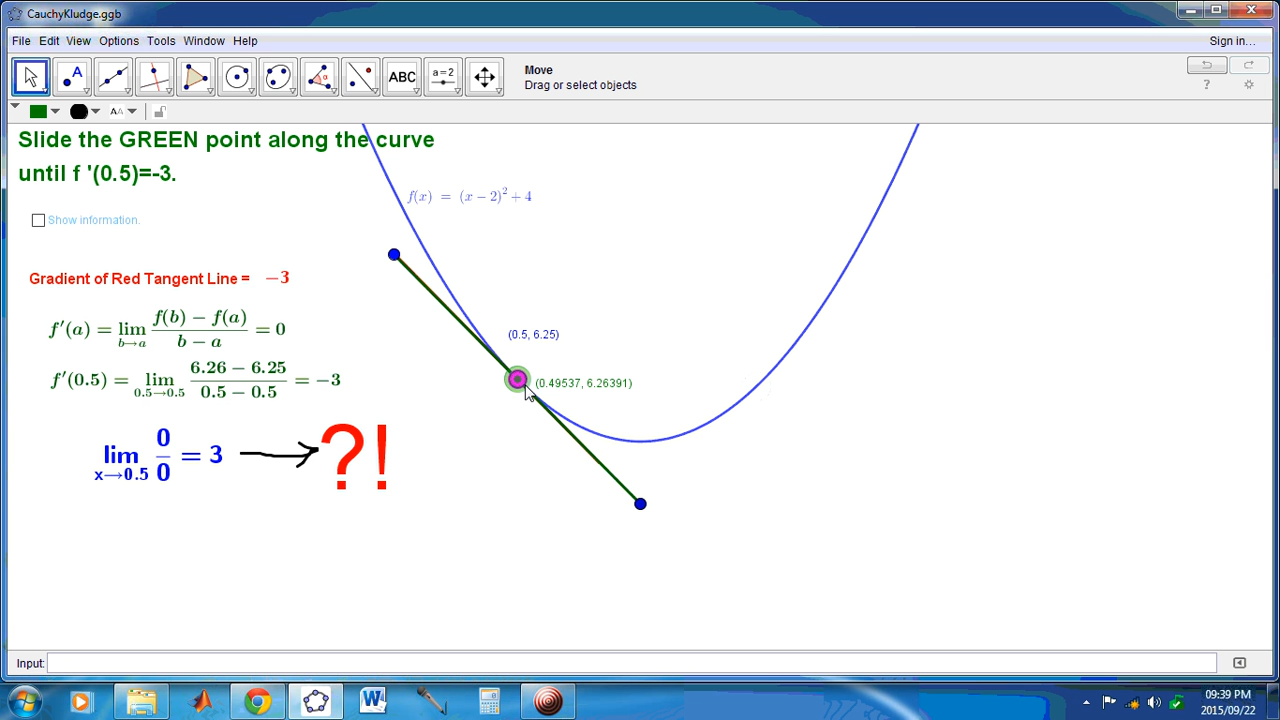 CauchyKludge.ggb
File Edit View Options Tools Window Help
Sign in...
A
α
ABC
a=2
Move
Drag or select objects
?
AA
Slide the GREEN point along the curve
until f '(0.5)=-3.
f(x) = (x − 2)² + 4
Show information.
Gradient of Red Tangent Line = −3
f′(a) = lim b→a f(b) − f(a) / b − a = 0
(0.5, 6.25)
f′(0.5) = lim 0.5→0.5 6.26 − 6.25 / 0.5 − 0.5 = −3
(0.49537, 6.26391)
lim x→0.5 0/0 = 3 ?!
Input:
W
09:39 PM
2015/09/22